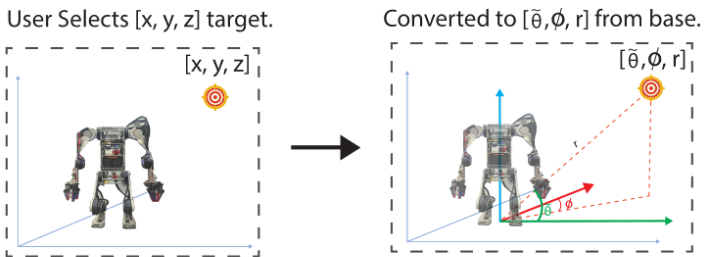 User Selects [x, y, z] target.
Converted to [θ̃,ϕ, r] from base.
[x, y, z]
[θ̃,ϕ, r]
r
θ̃
ϕ